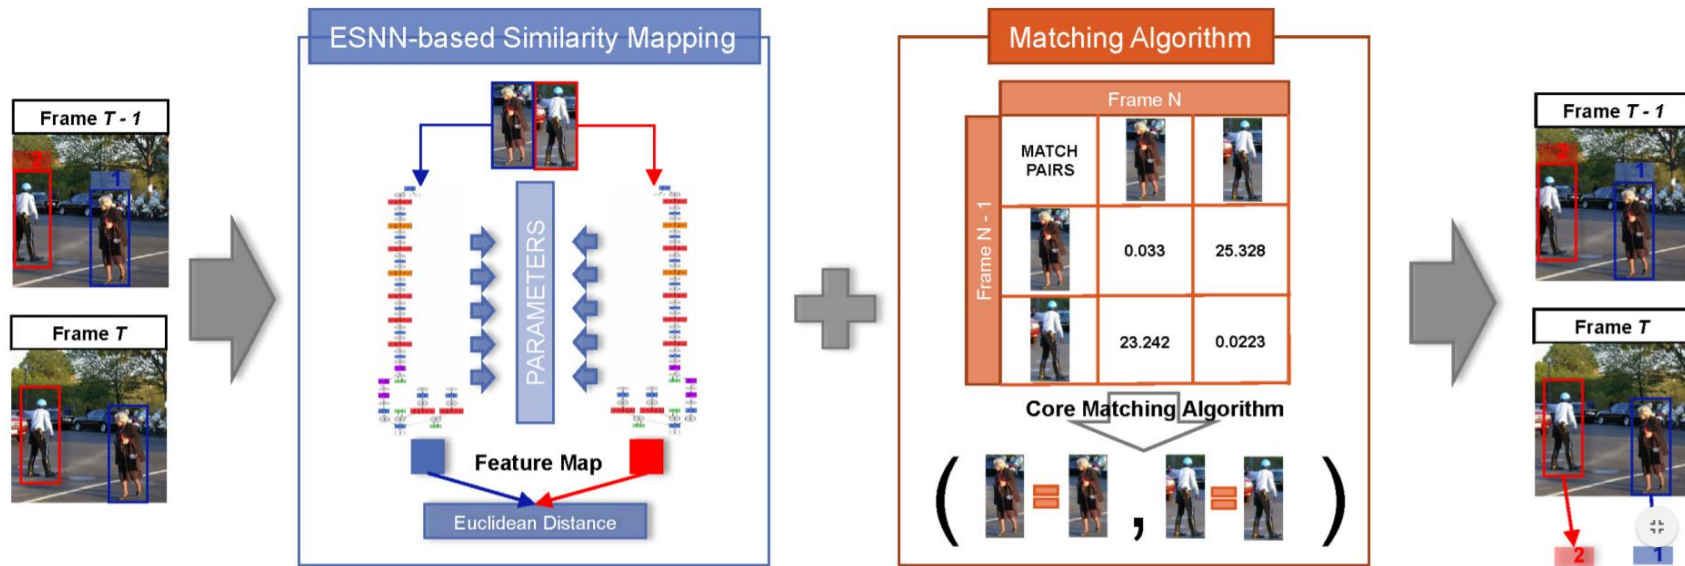 Frame T - 1
2
1
Frame T
ESNN-based Similarity Mapping
PARAMETERS
Feature Map
Euclidean Distance
Matching Algorithm
Frame N
Frame N - 1
MATCH
PAIRS
0.033
25.328
23.242
0.0223
Core Matching Algorithm
( = , = )
Frame T - 1
2
1
Frame T
2
1